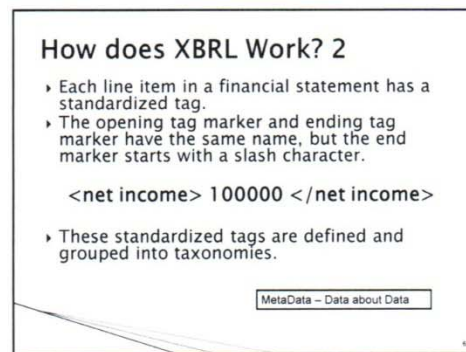 How does XBRL Work? 2
‣ Each line item in a financial statement has a
standardized tag.
‣ The opening tag marker and ending tag
marker have the same name, but the end
marker starts with a slash character.
<net income> 100000 </net income>
‣ These standardized tags are defined and
grouped into taxonomies.
MetaData – Data about Data